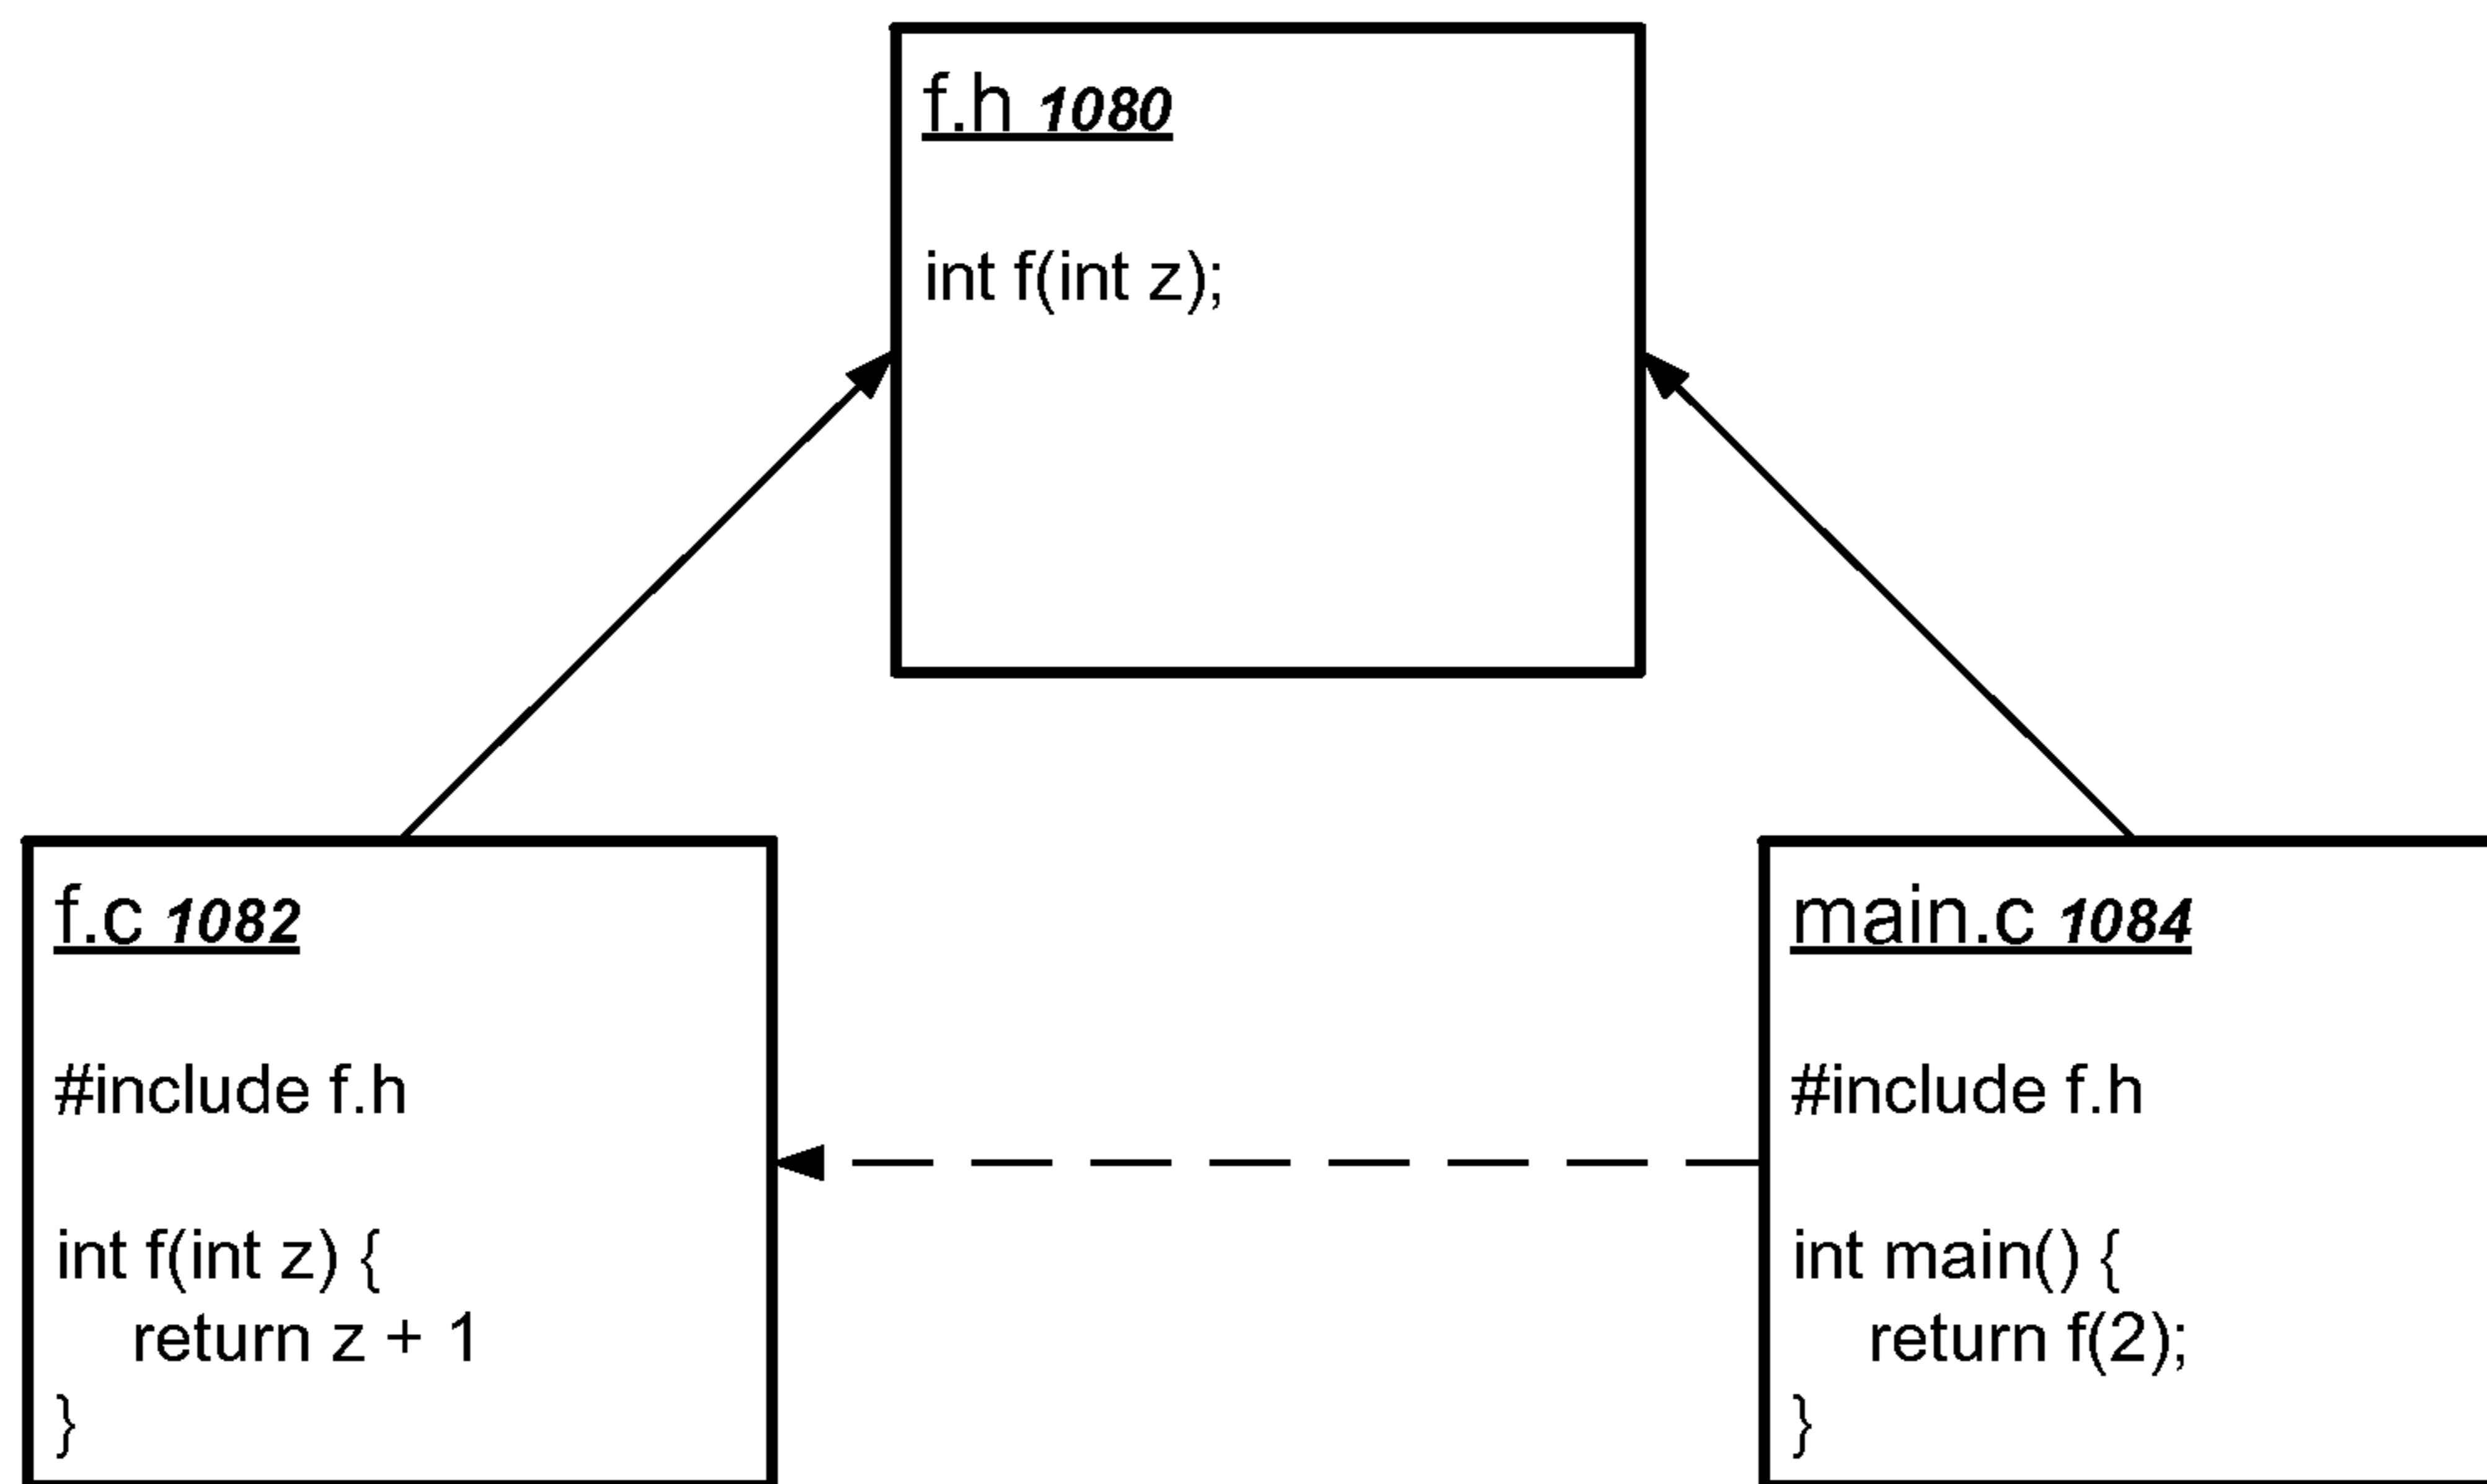 f.h 1080
int f(int z);
f.c 1082
#include f.h
int f(int z) {
return z + 1
}
main.c 1084
#include f.h
int main() {
return f(2);
}